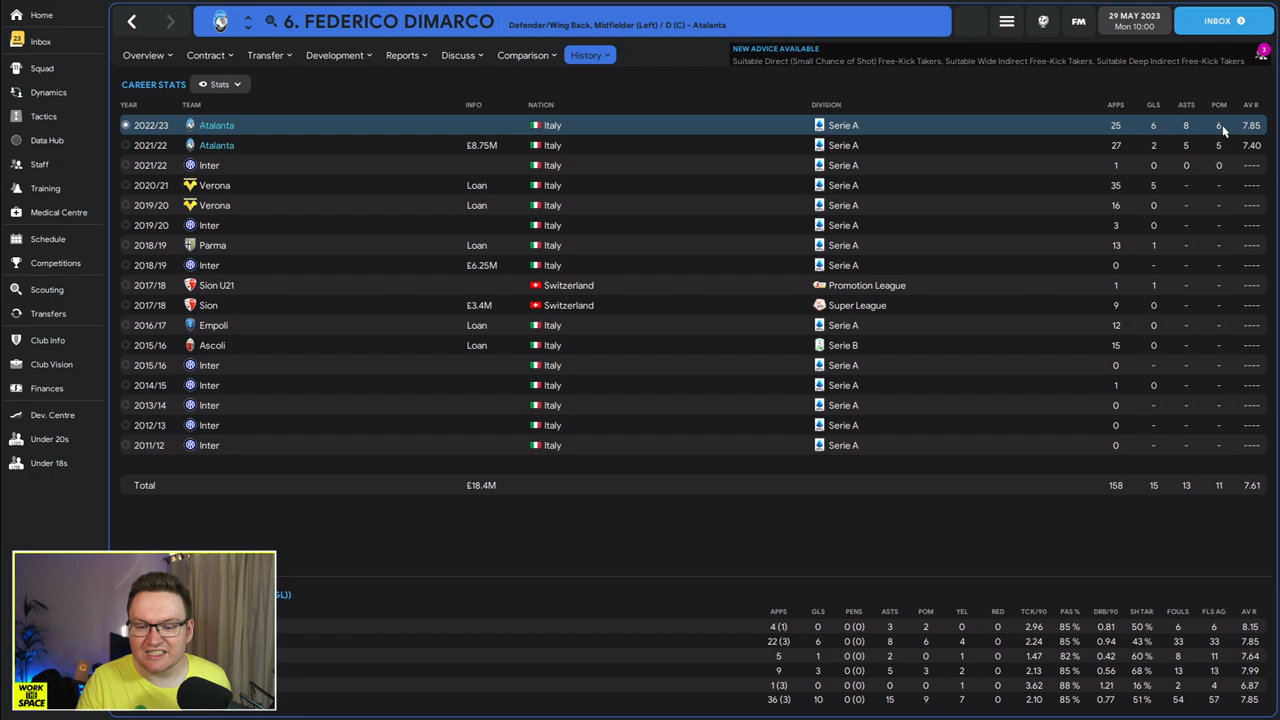 Home
6. FEDERICO DIMARCO
Defender/Wing Back, Midfielder (Left) / D (C) - Atalanta
FM
29 MAY 2023
Mon 10:00
INBOX
23
Inbox
Overview Contract Transfer Development Reports Discuss Comparison History
NEW ADVICE AVAILABLE
Suitable Direct (Small Chance of Shot) Free-Kick Takers, Suitable Wide Indirect Free-Kick Takers, Suitable Deep Indirect Free-Kick Takers
3
Squad
Dynamics
Tactics
Data Hub
Staff
Training
Medical Centre
Schedule
Competitions
Scouting
Transfers
Club Info
Club Vision
Finances
Dev. Centre
Under 20s
Under 18s
CAREER STATS Stats
YEAR TEAM INFO NATION DIVISION APPS GLS ASTS POM AV R
2022/23 Atalanta Italy Serie A 25 6 8 6 7.85
2021/22 Atalanta £8.75M Italy Serie A 27 2 5 5 7.40
2021/22 Inter Italy Serie A 1 0 0 0 ----
2020/21 Verona Loan Italy Serie A 35 5 - - ----
2019/20 Verona Loan Italy Serie A 16 0 - - ----
2019/20 Inter Italy Serie A 3 0 - - ----
2018/19 Parma Loan Italy Serie A 13 1 - - ----
2018/19 Inter £6.25M Italy Serie A 0 - - - ----
2017/18 Sion U21 Switzerland Promotion League 1 1 - - ----
2017/18 Sion £3.4M Switzerland Super League 9 0 - - ----
2016/17 Empoli Loan Italy Serie A 12 0 - - ----
2015/16 Ascoli Loan Italy Serie B 15 0 - - ----
2015/16 Inter Italy Serie A 0 - - - ----
2014/15 Inter Italy Serie A 1 0 - - ----
2013/14 Inter Italy Serie A 0 - - - ----
2012/13 Inter Italy Serie A 0 - - - ----
2011/12 Inter Italy Serie A 0 - - - ----
Total £18.4M 158 15 13 11 7.61
GL))
APPS GLS PENS ASTS POM YEL RED TCK/90 PAS % DRB/90 SH TAR FOULS FLS AG AV R
4 (1) 0 0 (0) 3 2 0 0 2.96 85 % 0.81 50 % 6 6 8.15
22 (3) 6 0 (0) 8 6 4 0 2.24 85 % 0.94 43 % 33 33 7.85
5 1 0 (0) 2 0 1 0 1.47 82 % 0.42 60 % 8 11 7.64
9 3 0 (0) 5 3 1 0 2.13 85 % 0.56 68 % 13 13 7.99
1 (3) 0 0 (0) 0 0 1 0 3.62 88 % 1.21 16 % 2 4 6.87
36 (3) 10 0 (0) 15 9 7 0 2.10 85 % 0.77 51 % 54 57 7.85
WORK
THE
SPACE